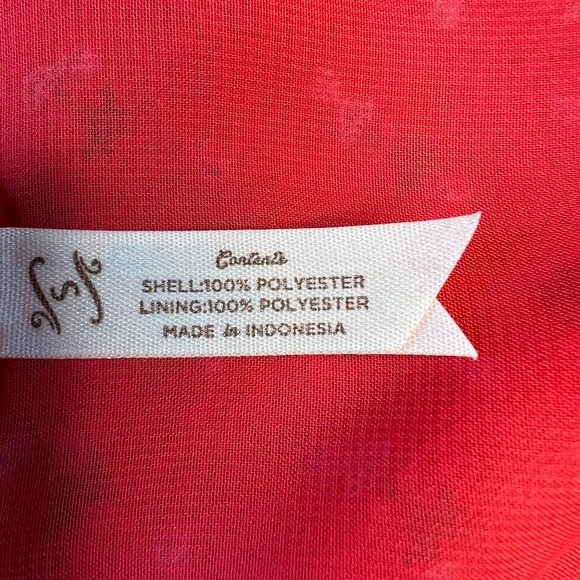 Contents
SHELL:100% POLYESTER
LINING:100% POLYESTER
MADE in INDONESIA
S